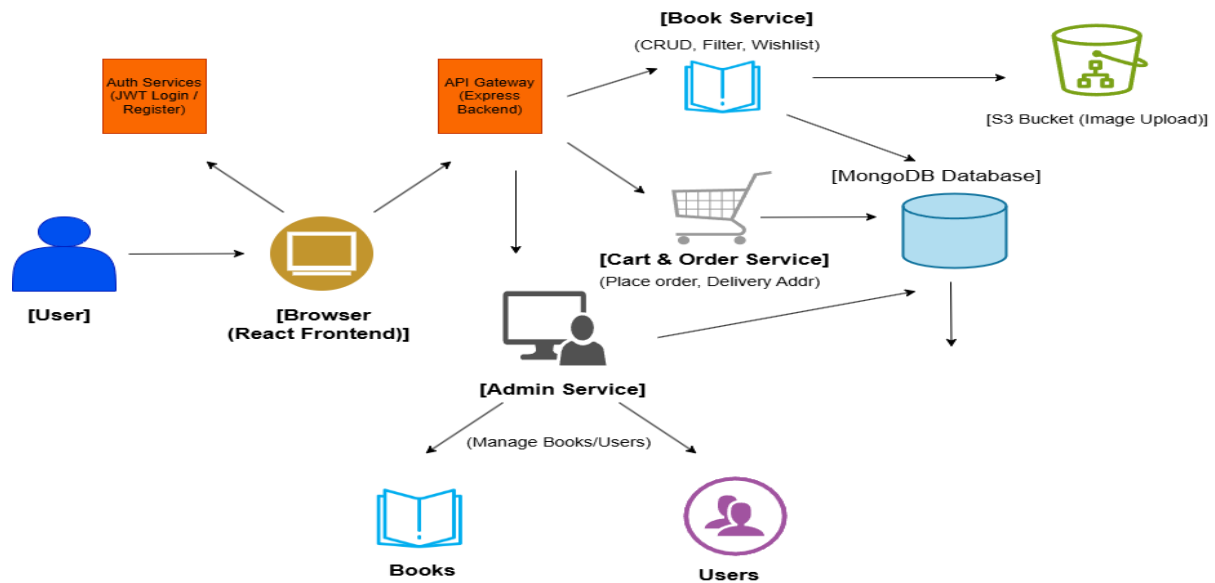 [Book Service]
(CRUD, Filter, Wishlist)
Auth Services
(JWT Login /
Register)
API Gateway
(Express
Backend)
[S3 Bucket (Image Upload)]
[MongoDB Database]
[Cart & Order Service]
(Place order, Delivery Addr)
[User]
[Browser
(React Frontend)]
[Admin Service]
(Manage Books/Users)
Books
Users